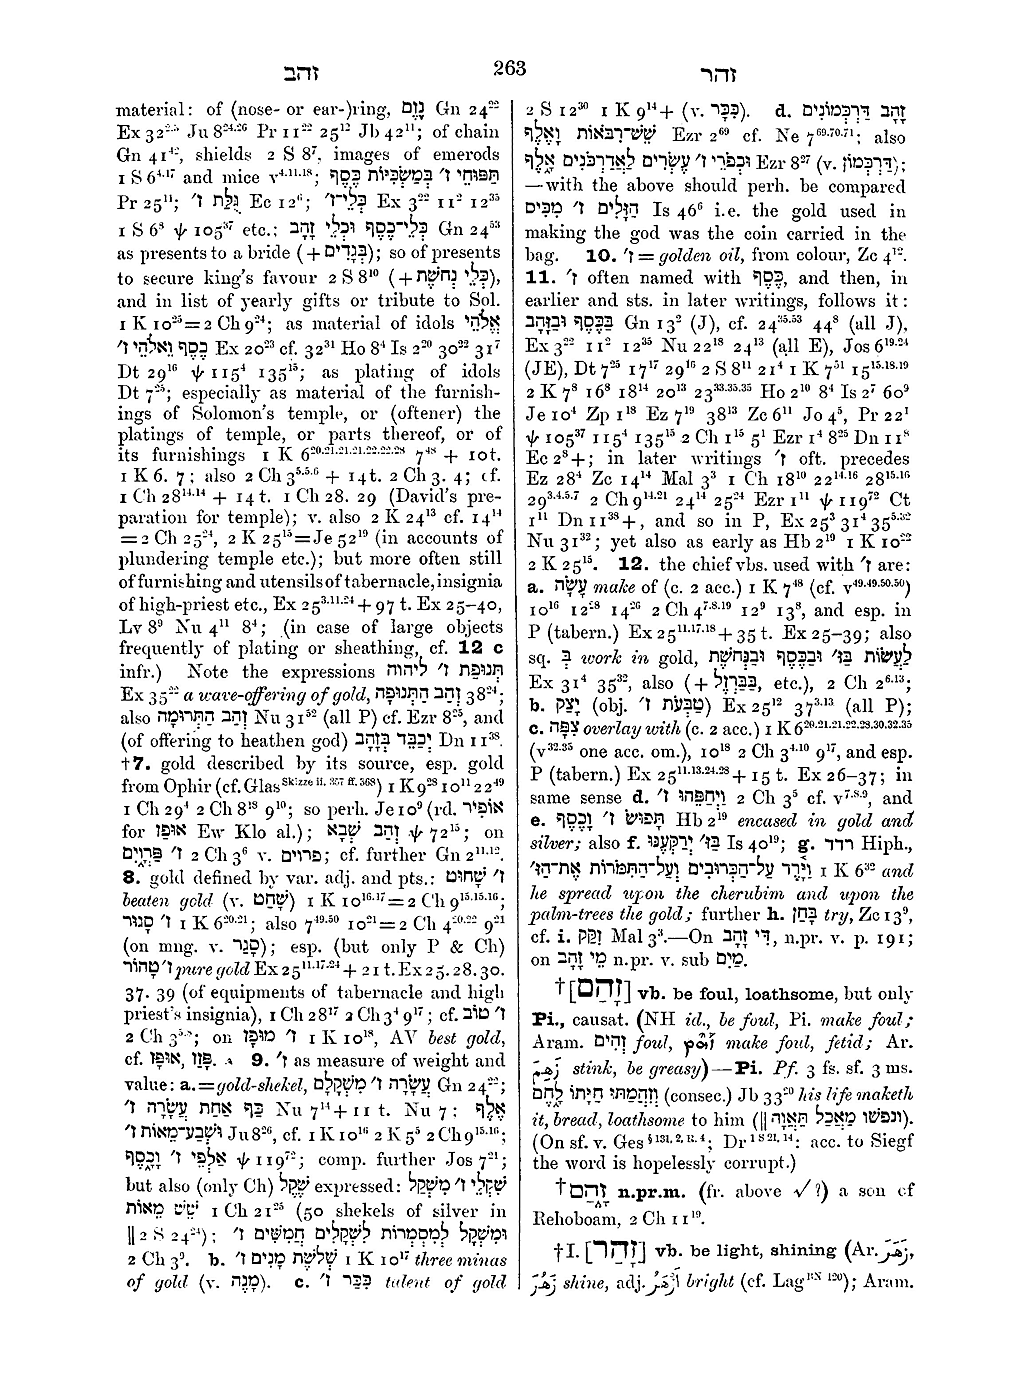 זהב
263
זהר
material: of (nose- or ear-)ring, נֶזֶם Gn 24²²
Ex 32²·³ Ju 8²⁴·²⁶ Pr 11²² 25¹² Jb 42¹¹; of chain
Gn 41⁴², shields 2 S 8⁷, images of emerods
1 S 6⁴·¹⁷ and mice v⁴·¹¹·¹⁸; תַּפּוּחֵי ז׳ בְּמַשְׂכִּיּוֹת כָּסֶף
Pr 25¹¹; גֻּלַּת ז׳ Ec 12⁶; כְּלֵי־ז׳ Ex 3²² 11² 12³⁵
1 S 6⁸ ψ 105³⁷ etc.: כְּלֵי־כֶסֶף וּכְלֵי זָהָב Gn 24⁵³
as presents to a bride (+בְּגָדִים); so of presents
to secure king's favour 2 S 8¹⁰ (+כְּלֵי נְחשֶׁת),
and in list of yearly gifts or tribute to Sol.
1 K 10²⁵ = 2 Ch 9²⁴; as material of idols אֱלֹהֵי
כֶסֶף וֵאלֹהֵי ז׳ Ex 20²³ cf. 32³¹ Ho 8⁴ Is 2²⁰ 30²² 31⁷
Dt 29¹⁶ ψ 115⁴ 135¹⁵; as plating of idols
Dt 7²⁵; especially as material of the furnish-
ings of Solomon's temple, or (oftener) the
platings of temple, or parts thereof, or of
its furnishings 1 K 6²⁰·²¹·²¹·²¹·²²·²²·²⁸ 7⁴⁸ + 10t.
1 K 6. 7; also 2 Ch 3⁵·⁵·⁶ + 14t. 2 Ch 3. 4; cf.
1 Ch 28¹⁴·¹⁴ + 14 t. 1 Ch 28. 29 (David's pre-
paration for temple); v. also 2 K 24¹³ cf. 14¹⁴
= 2 Ch 25²⁴, 2 K 25¹⁵ = Je 52¹⁹ (in accounts of
plundering temple etc.); but more often still
of furnishing and utensils of tabernacle, insignia
of high-priest etc., Ex 25³·¹¹·²⁴ + 97 t. Ex 25–40,
Lv 8⁹ Nu 4¹¹ 8⁴; (in case of large objects
frequently of plating or sheathing, cf. 12 c
infr.) Note the expressions תְּנוּפַת ז׳ ליהוה
Ex 35²² a wave-offering of gold, זְהַב הַתְּנוּפָה 38²⁴;
also זְהַב הַתְּרוּמָה Nu 31⁵² (all P) cf. Ezr 8²⁵, and
(of offering to heathen god) יְכַבֵּד בְּזָהָב Dn 11³⁸.
†7. gold described by its source, esp. gold
from Ophir (cf. Glas Skizze ii. 357 ff. 368) 1 K 9²⁸ 10¹¹ 22⁴⁹
1 Ch 29⁴ 2 Ch 8¹⁸ 9¹⁰; so perh. Je 10⁹ (rd. אוֹפִיר
for אוּפָז Ew Klo al.); זְהַב שְׁבָא ψ 72¹⁵; on
ז׳ פַּרְוָיִם 2 Ch 3⁶ v. פרוים; cf. further Gn 2¹¹·¹².
8. gold defined by var. adj. and pts.: ז׳ שָׁחוּט
beaten gold (v. שָׁחַט) 1 K 10¹⁶·¹⁷ = 2 Ch 9¹⁵·¹⁵·¹⁶;
ז׳ סָגוּר 1 K 6²⁰·²¹; also 7⁴⁹·⁵⁰ 10²¹ = 2 Ch 4²⁰·²² 9²¹
(on mng. v. סָגַר); esp. (but only P & Ch)
ז׳ טָהוֹר pure gold Ex 25¹¹·¹⁷·²⁴ + 21 t. Ex 25. 28. 30.
37. 39 (of equipments of tabernacle and high
priest's insignia), 1 Ch 28¹⁷ 2 Ch 3⁴ 9¹⁷; cf. ז׳ טוֹב
2 Ch 3⁵·⁸; on ז׳ מוּפָז 1 K 10¹⁸, AV best gold,
cf. פָּזַז, אוּפָז. 9. ז׳ as measure of weight and
value: a. = gold-shekel, עֲשָׂרָה ז׳ מִשְׁקָלָם Gn 24²²;
כַּף אַחַת עֲשָׂרָה ז׳ Nu 7¹⁴ + 11 t. Nu 7: אֶלֶף
וּשְׁבַע־מֵאוֹת ז׳ Ju 8²⁶, cf. 1 K 10¹⁶ 2 K 5⁵ 2 Ch 9¹⁵·¹⁶;
אַלְפֵי ז׳ וָכָסֶף ψ 119⁷²; comp. further Jos 7²¹;
but also (only Ch) שֶׁקֶל expressed: שִׁקְלֵי ז׳ מִשְׁקָל
שֵׁשׁ מֵאוֹת 1 Ch 21²⁵ (50 shekels of silver in
‖ 2 S 24²⁴); וּמִשְׁקָל לְמִסְמְרוֹת לִשְׁקָלִים חֲמִשִּׁים ז׳
2 Ch 3⁹. b. שְׁלשֶׁת מָנִים ז׳ 1 K 10¹⁷ three minas
of gold (v. מָנֶה). c. כִּכַּר ז׳ talent of gold
2 S 12³⁰ 1 K 9¹⁴ + (v. כִּכָּר). d. זָהָב דַּרְכְּמוֹנִים
שֵׁשׁ־רִבֹּאוֹת וָאֶלֶף Ezr 2⁶⁹ cf. Ne 7⁶⁹·⁷⁰·⁷¹; also
וּכְפֹרֵי ז׳ עֶשְׂרִים לַאֲדַרְכֹנִים אֶלֶף Ezr 8²⁷ (v. דַּרְכְּמוֹן);
—with the above should perh. be compared
הַזָּלִים ז׳ מִכִּיס Is 46⁶ i.e. the gold used in
making the god was the coin carried in the
bag. 10. ז׳ = golden oil, from colour, Zc 4¹².
11. ז׳ often named with כֶּסֶף, and then, in
earlier and sts. in later writings, follows it:
בַּכֶּסֶף וּבַזָּהָב Gn 13² (J), cf. 24³⁵·⁵³ 44⁸ (all J),
Ex 3²² 11² 12³⁵ Nu 22¹⁸ 24¹³ (all E), Jos 6¹⁹·²⁴
(JE), Dt 7²⁵ 17¹⁷ 29¹⁶ 2 S 8¹¹ 21⁴ 1 K 7⁵¹ 15¹⁵·¹⁸·¹⁹
2 K 7⁸ 16⁸ 18¹⁴ 20¹³ 23³³·³⁵·³⁵ Ho 2¹⁰ 8⁴ Is 2⁷ 60⁹
Je 10⁴ Zp 1¹⁸ Ez 7¹⁹ 38¹³ Zc 6¹¹ Jo 4⁵, Pr 22¹
ψ 105³⁷ 115⁴ 135¹⁵ 2 Ch 1¹⁵ 5¹ Ezr 1⁴ 8²⁵ Dn 11⁸
Ec 2⁸ +; in later writings ז׳ oft. precedes
Ez 28⁴ Zc 14¹⁴ Mal 3³ 1 Ch 18¹⁰ 22¹⁴·¹⁶ 28¹⁵·¹⁶
29³·⁴·⁵·⁷ 2 Ch 9¹⁴·²¹ 24¹⁴ 25²⁴ Ezr 1¹¹ ψ 119⁷² Ct
1¹¹ Dn 11³⁸ +, and so in P, Ex 25³ 31⁴ 35⁵·³²
Nu 31³²; yet also as early as Hb 2¹⁹ 1 K 10²²
2 K 25¹⁵. 12. the chief vbs. used with ז׳ are:
a. עָשָׂה make of (c. 2 acc.) 1 K 7⁴⁸ (cf. v⁴⁹·⁴⁹·⁵⁰·⁵⁰)
10¹⁶ 12²⁸ 14²⁶ 2 Ch 4⁷·⁸·¹⁹ 12⁹ 13⁸, and esp. in
P (tabern.) Ex 25¹¹·¹⁷·¹⁸ + 35 t. Ex 25–39; also
sq. בְּ work in gold, לַעֲשׂוֹת בַּז׳ וּבַכֶּסֶף וּבַנְּחשֶׁת
Ex 31⁴ 35³², also (+ בַּבַּרְזֶל, etc.), 2 Ch 2⁶·¹³;
b. יָצַק (obj. טַבְּעֹת ז׳) Ex 25¹² 37³·¹³ (all P);
c. צִפָּה overlay with (c. 2 acc.) 1 K 6²⁰·²¹·²¹·²²·²⁸·³⁰·³²·³⁵
(v³²·³⁵ one acc. om.), 10¹⁸ 2 Ch 3⁴·¹⁰ 9¹⁷, and esp.
P (tabern.) Ex 25¹¹·¹³·²⁴·²⁸ + 15 t. Ex 26–37; in
same sense d. וַיְחַפֵּהוּ ז׳ 2 Ch 3⁵ cf. v⁷·⁸·⁹, and
e. תָּפוּשׂ ז׳ וָכֶסֶף Hb 2¹⁹ encased in gold and
silver; also f. בַּז׳ יְרַקְּעֶנּוּ Is 40¹⁹; g. רדד Hiph.,
וַיָּרֶד עַל־הַכְּרוּבִים וְעַל־הַתִּמֹרוֹת אֶת־הַז׳ 1 K 6³² and
he spread upon the cherubim and upon the
palm-trees the gold; further h. בָּחַן try, Zc 13⁹,
cf. i. זִקַּק Mal 3³.—On דִּי זָהָב, n.pr. v. p. 191;
on מֵי זָהָב n.pr. v. sub מַיִם.
†[זָהַם] vb. be foul, loathsome, but only
Pi., causat. (NH id., be foul, Pi. make foul;
Aram. זְהִים foul, make foul, fetid; Ar.
زَهِمَ stink, be greasy)—Pi. Pf. 3 fs. sf. 3 ms.
וְזִהֲמַתּוּ חַיָּתוֹ לָחֶם (consec.) Jb 33²⁰ his life maketh
it, bread, loathsome to him (‖ וְנַפְשׁוֹ מַאֲכַל תַּאֲוָה).
(On sf. v. Ges § 131, 2, R. 4; Dr 1 S 21, 14: acc. to Siegf
the word is hopelessly corrupt.)
†זַהַם n.pr.m. (fr. above √ ?) a son of
Rehoboam, 2 Ch 11¹⁹.
†I. [זָהַר] vb. be light, shining (Ar. زَهَرَ,
زُهَرَ shine, adj. أَزْهَرُ bright (cf. Lag BN 120); Aram.